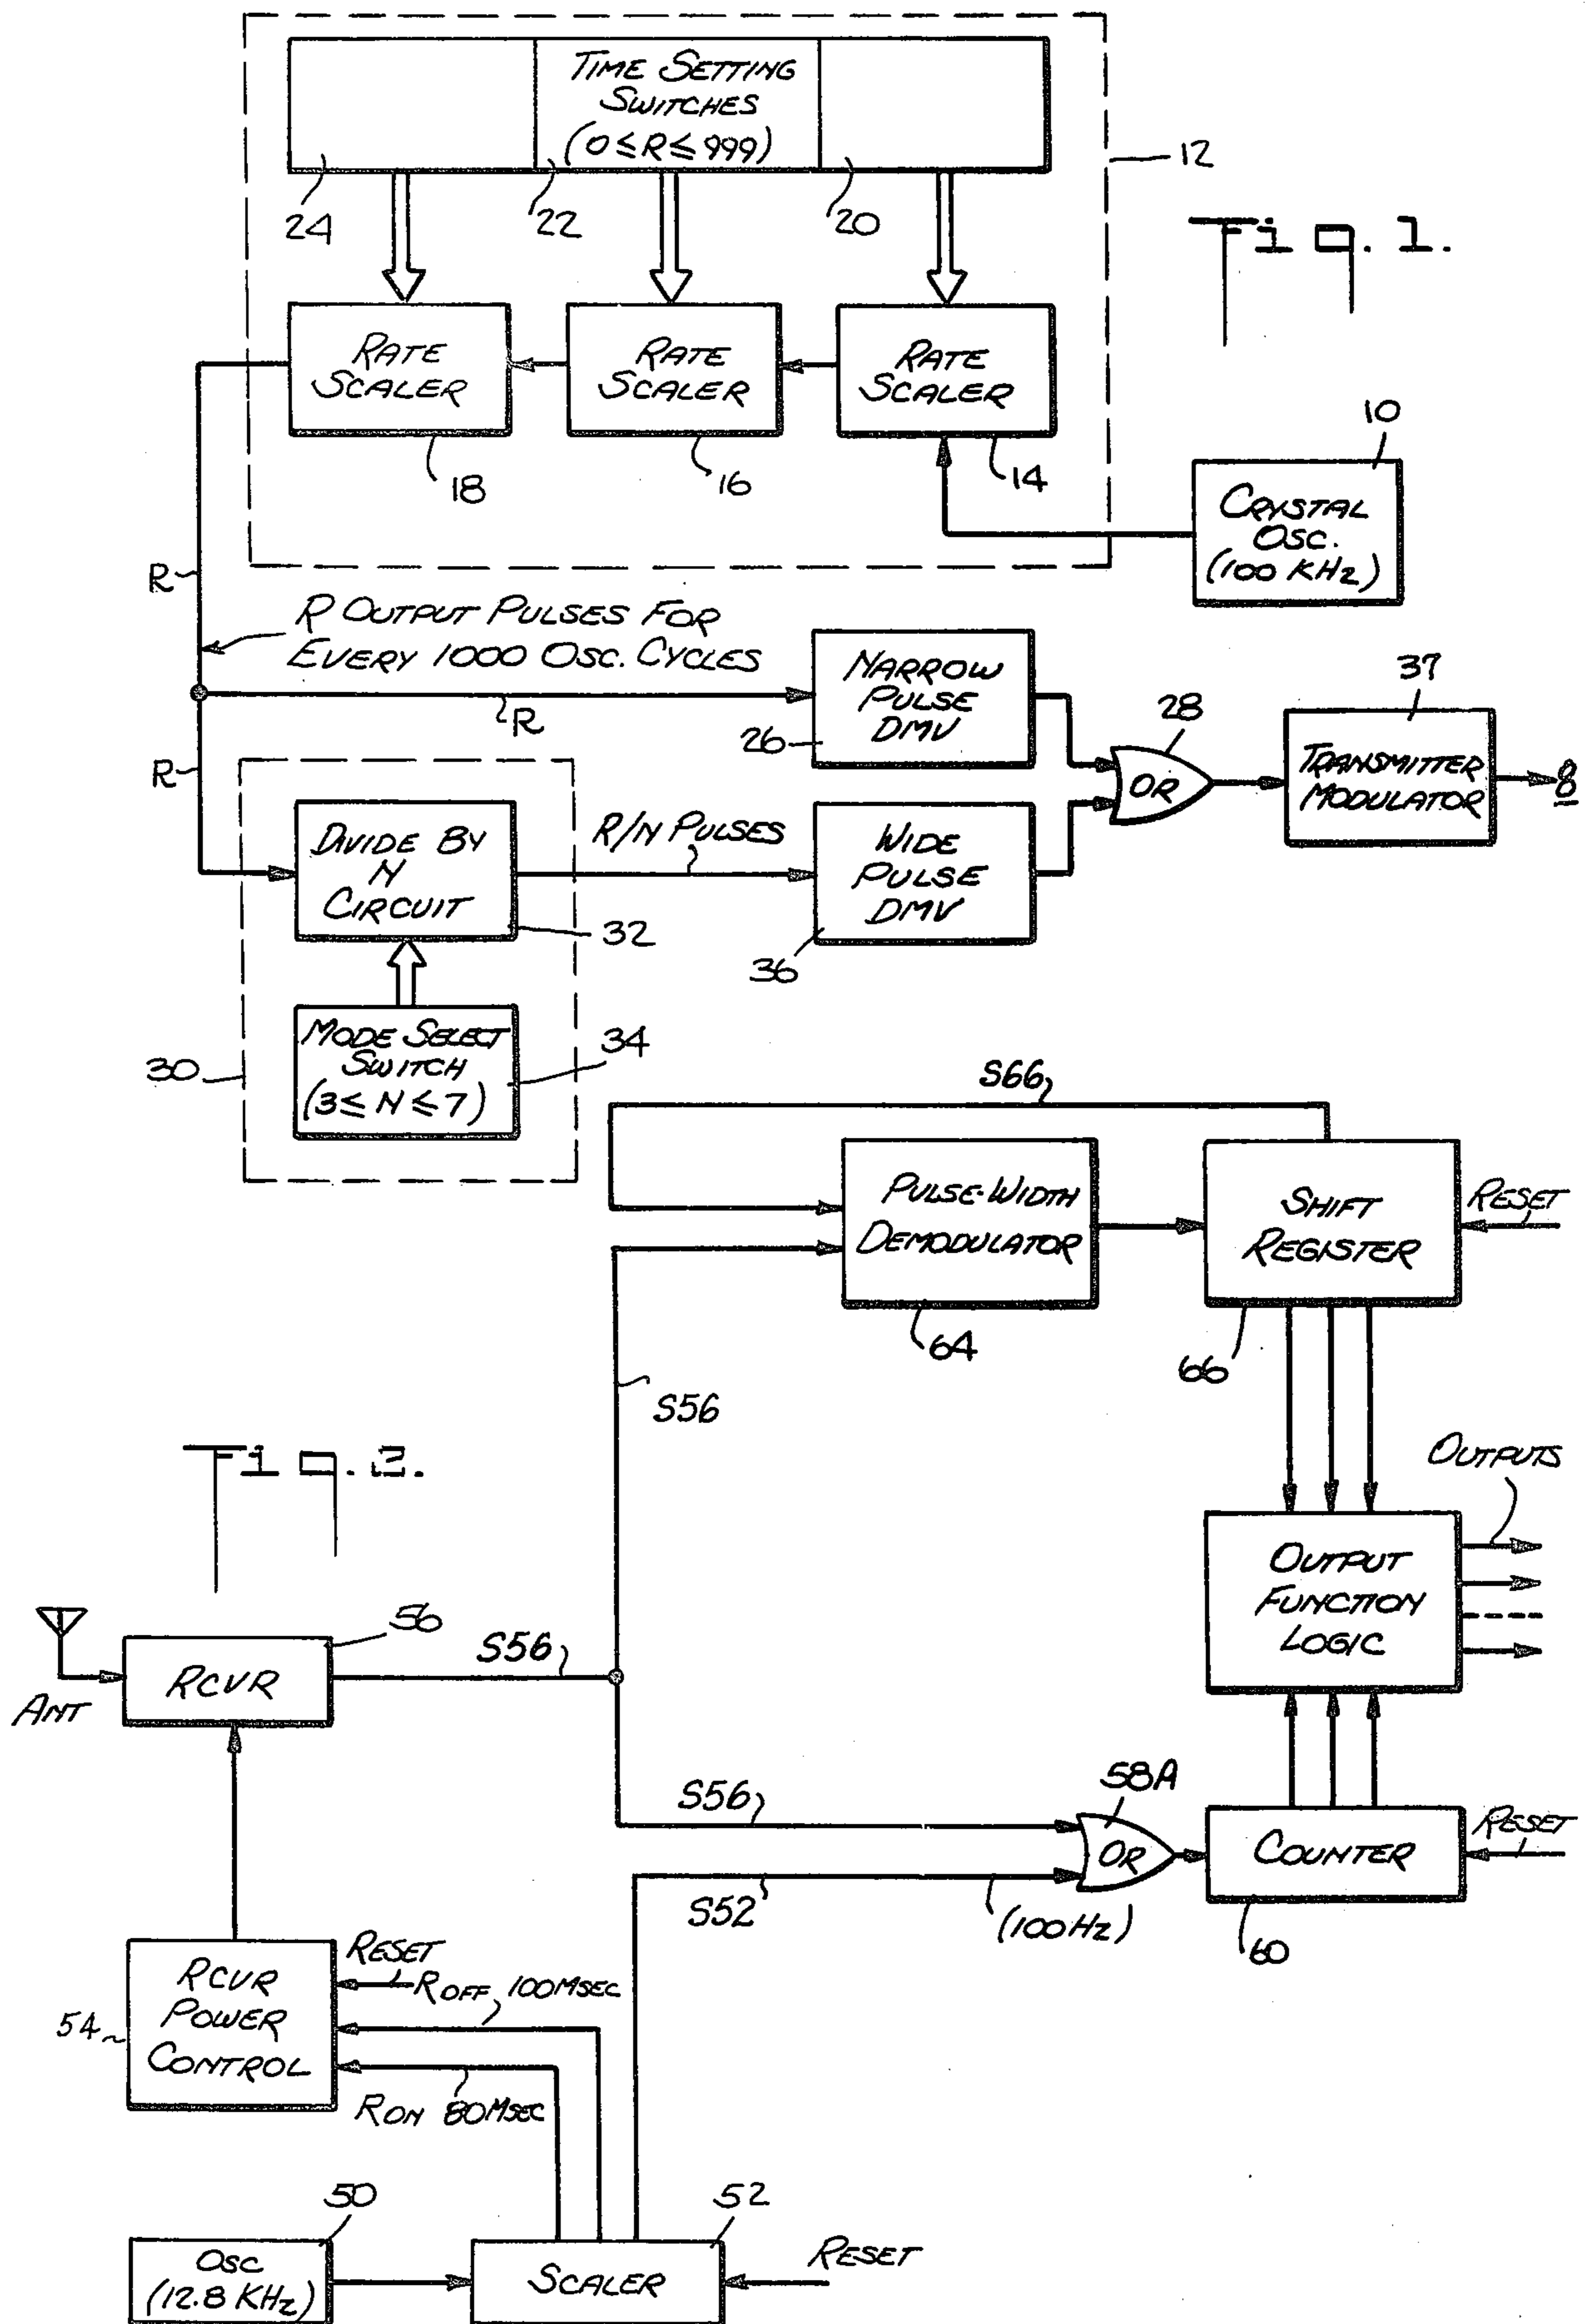 TIME SETTING
SWITCHES
(0 ≤ R ≤ 999)
24
22
20
12
Fig. 1.
RATE
SCALER
RATE
SCALER
RATE
SCALER
18
16
14
10
CRYSTAL
OSC.
(100 KHz)
R
R OUTPUT PULSES FOR
EVERY 1000 OSC. CYCLES
R
R
NARROW
PULSE
DMV
26
28
OR
37
TRANSMITTER
MODULATOR
8
DIVIDE BY
N
CIRCUIT
32
R/N PULSES
WIDE
PULSE
DMV
36
MODE SELECT
SWITCH
(3 ≤ N ≤ 7)
34
30
S66
PULSE-WIDTH
DEMODULATOR
64
SHIFT
REGISTER
66
RESET
S56
Fig. 2.
OUTPUTS
OUTPUT
FUNCTION
LOGIC
ANT
RCVR
56
S56
S56
58A
OR
COUNTER
60
RESET
S52
(100HZ)
RCVR
POWER
CONTROL
54
RESET
ROFF 100MSEC
RON 80MSEC
50
OSC
(12.8 KHz)
52
SCALER
RESET